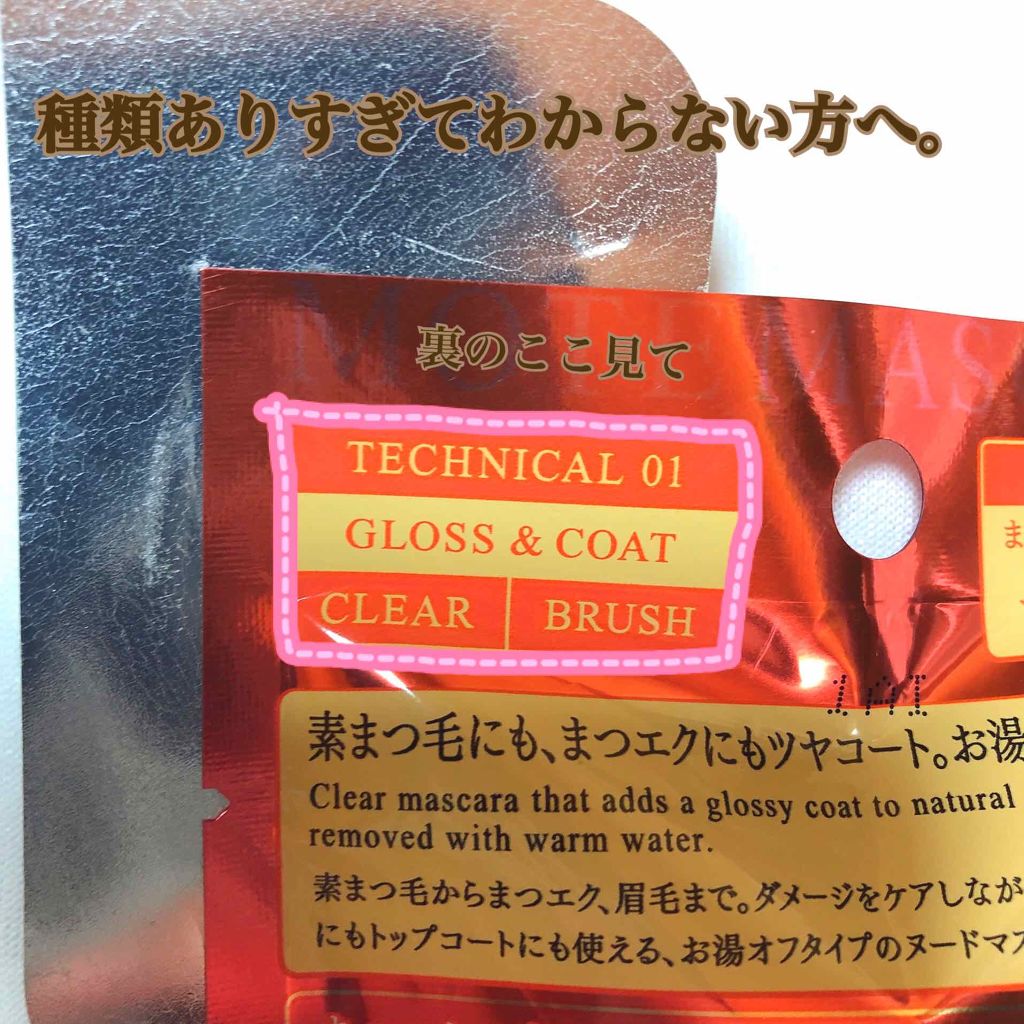 種類ありすぎてわからない方へ。
MOTEMAS
裏のここ見て
TECHNICAL 01
GLOSS & COAT
CLEAR BRUSH
ま
1AI
素まつ毛にも、まつエクにもツヤコート。お湯
Clear mascara that adds a glossy coat to natural
removed with warm water.
素まつ毛からまつエク、眉毛まで。ダメージをケアしなが
にもトップコートにも使える、お湯オフタイプのヌードマス